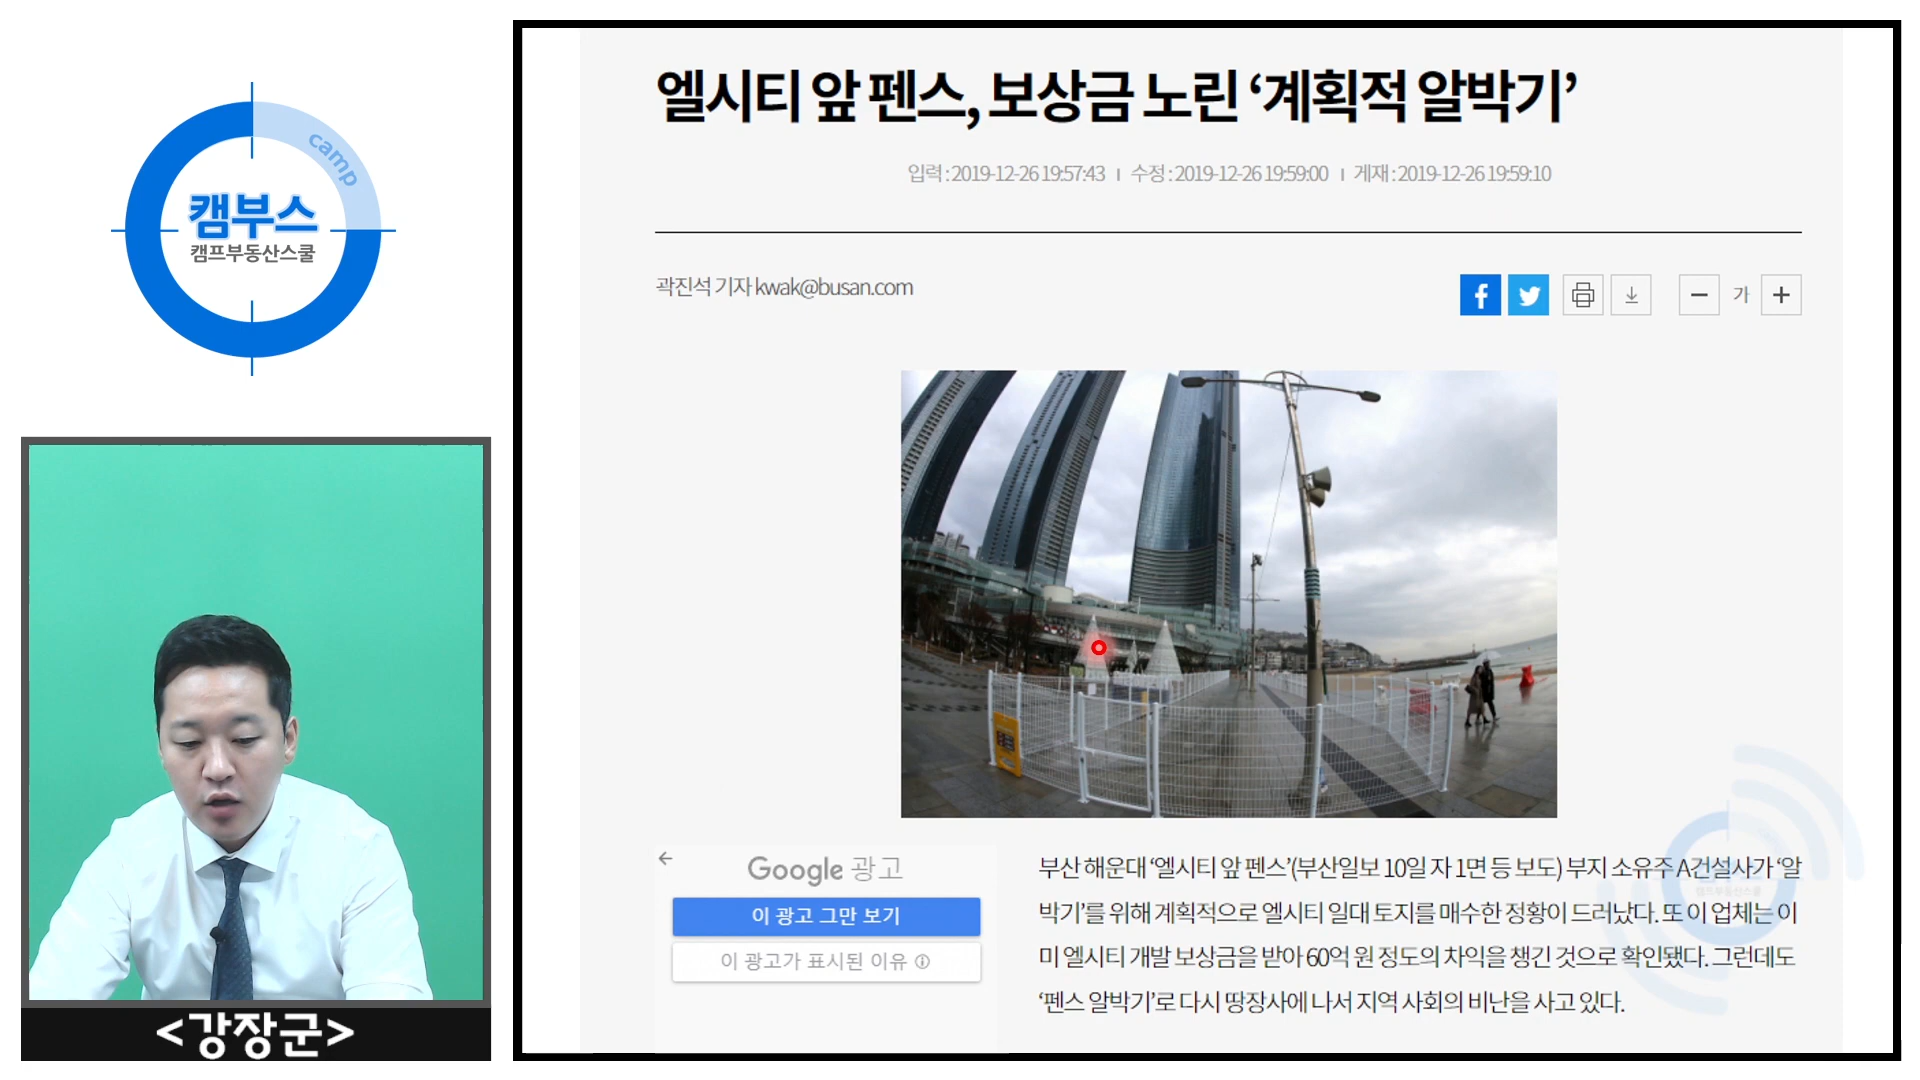 camp
캠부스
캠프부동산스쿨
<강장군>
엘시티 앞 펜스, 보상금 노린 ‘계획적 알박기’
입력 : 2019-12-26 19:57:43 ㅣ 수정 : 2019-12-26 19:59:00 ㅣ 게재 : 2019-12-26 19:59:10
곽진석 기자 kwak@busan.com
가
Google 광고
이 광고 그만 보기
이 광고가 표시된 이유
부산 해운대 ‘엘시티 앞 펜스’(부산일보 10일 자 1면 등 보도) 부지 소유주 A건설사가 ‘알
박기’를 위해 계획적으로 엘시티 일대 토지를 매수한 정황이 드러났다. 또 이 업체는 이
미 엘시티 개발 보상금을 받아 60억 원 정도의 차익을 챙긴 것으로 확인됐다. 그런데도
‘펜스 알박기’로 다시 땅장사에 나서 지역 사회의 비난을 사고 있다.